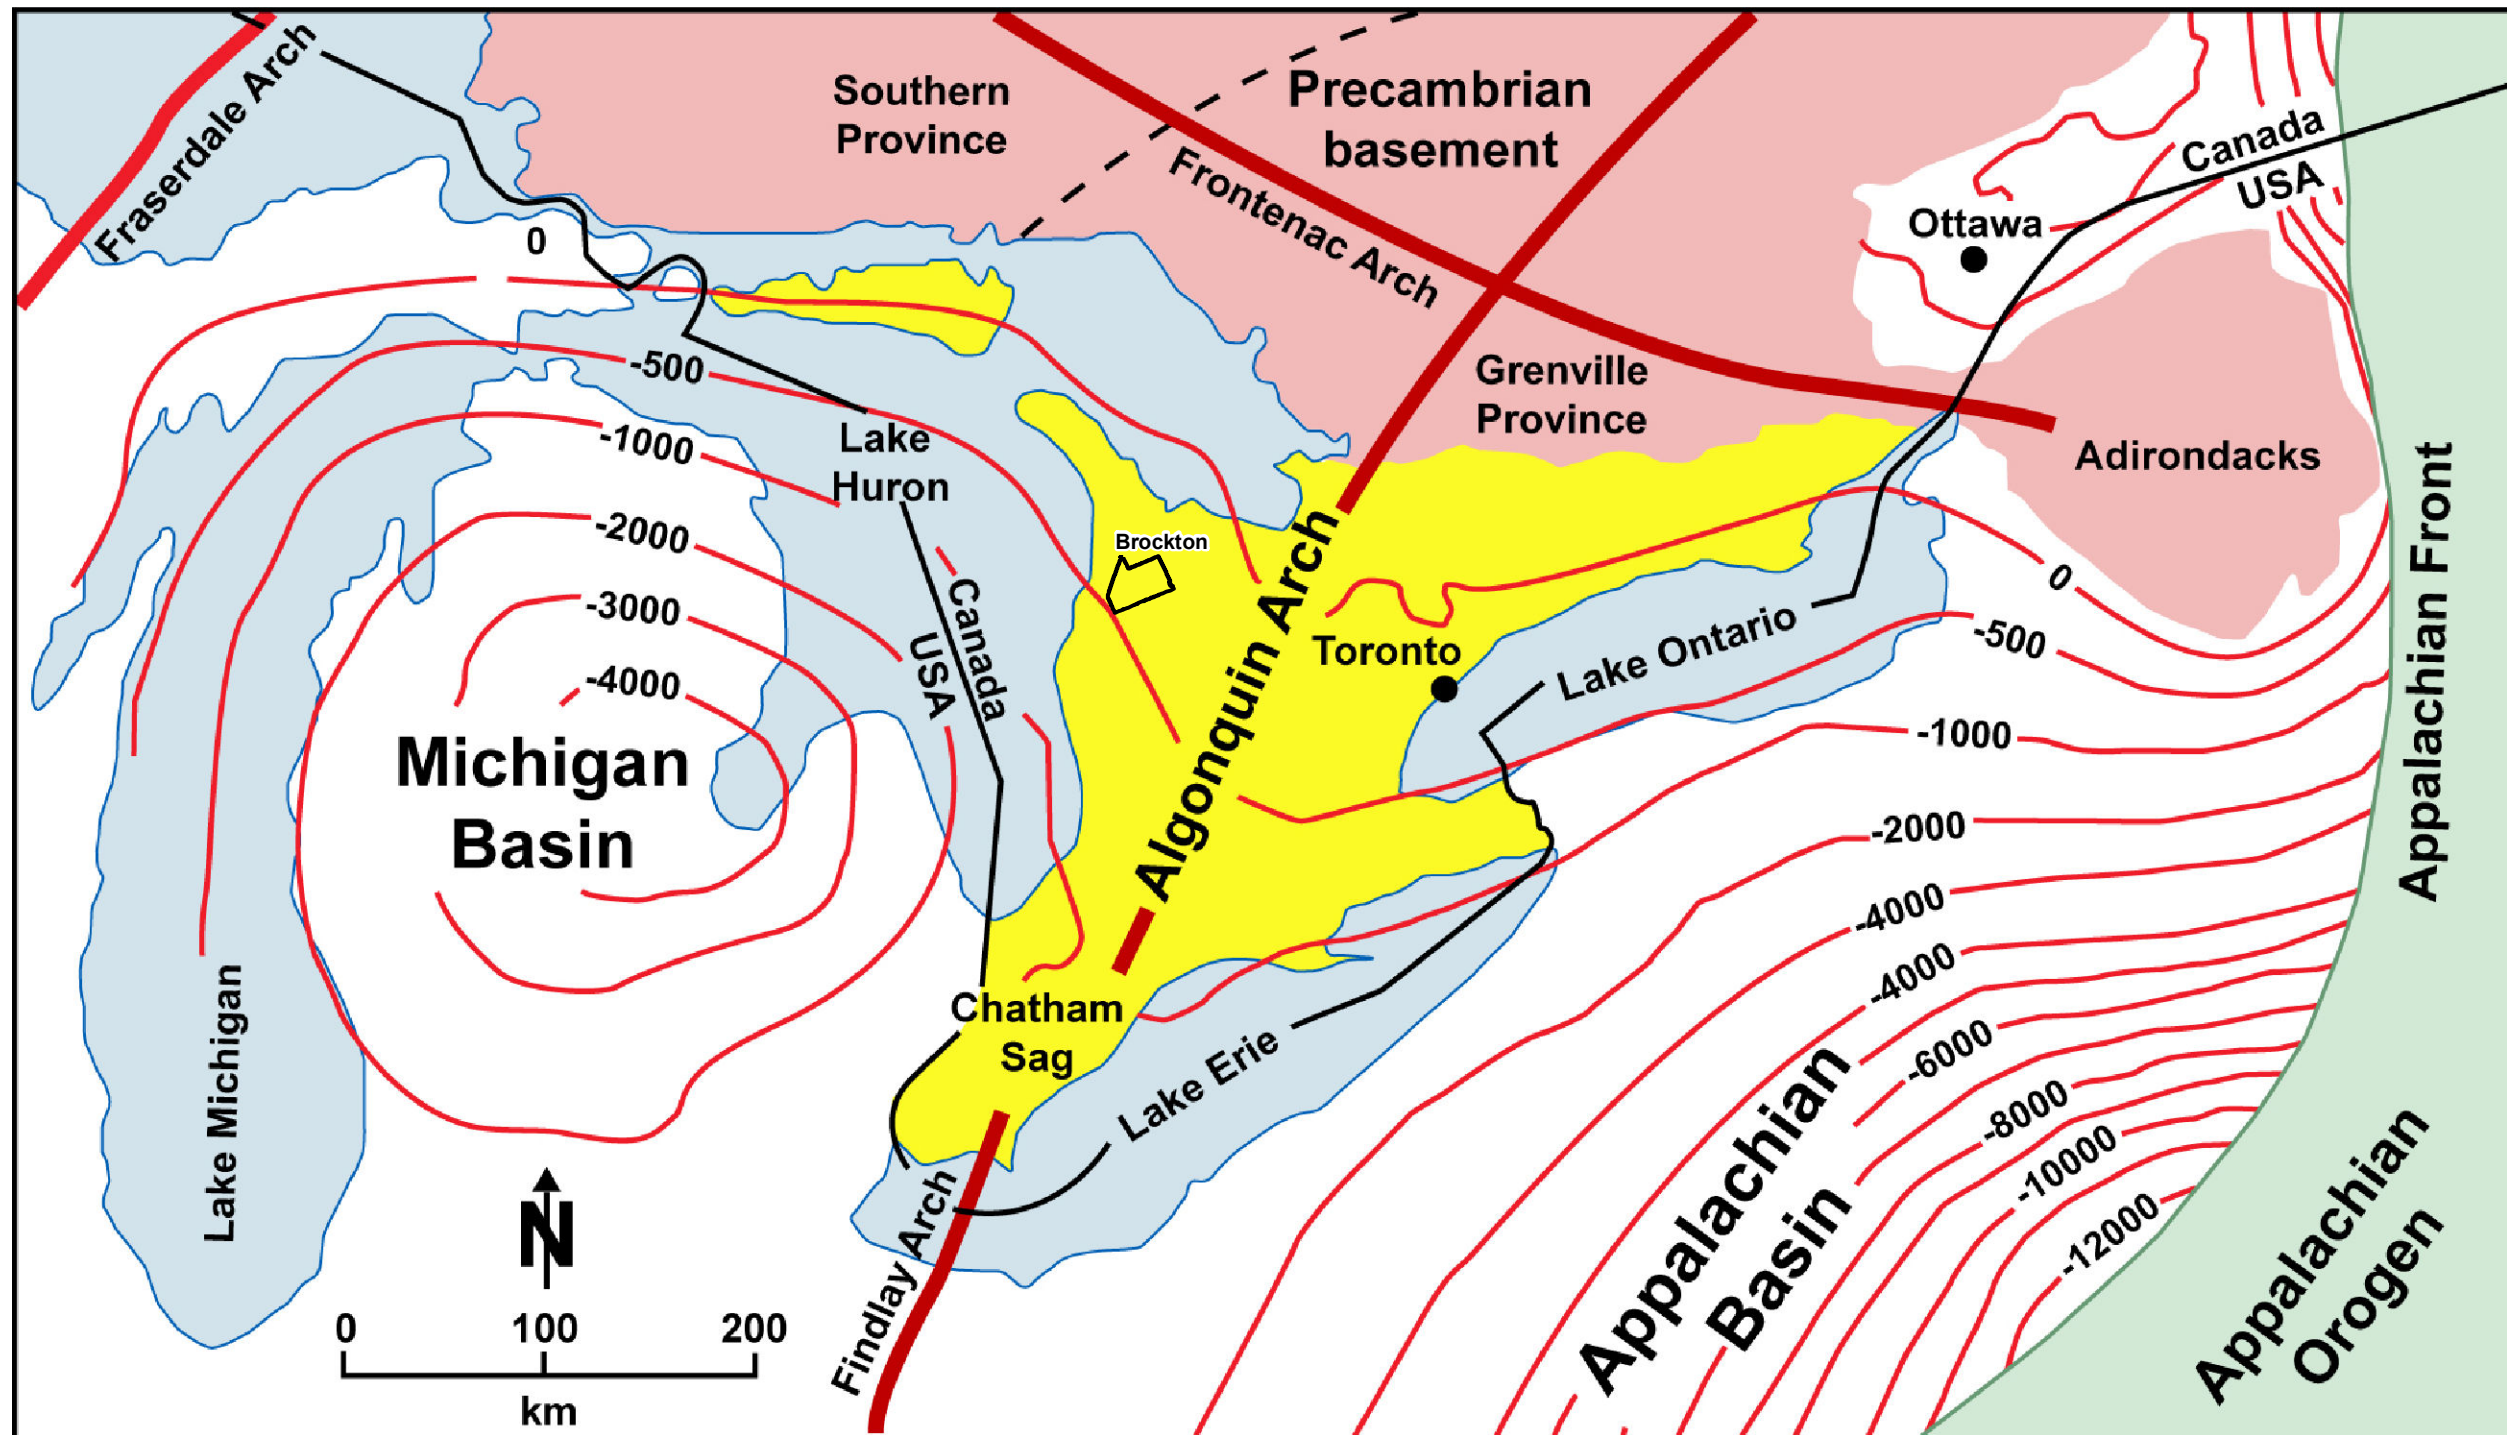 Fraserdale Arch
Southern
Province
Precambrian
basement
Frontenac Arch
Canada
USA
Ottawa
0
-500
-1000
-2000
-3000
-4000
Lake
Huron
Grenville
Province
Adirondacks
Brockton
Canada
USA
Algonquin Arch
Toronto
Lake Ontario
0
-500
-1000
-2000
-4000
-4000
-6000
-8000
-10000
-12000
Michigan
Basin
Lake Michigan
Chatham
Sag
Lake Erie
Findlay Arch
Appalachian
Basin
Appalachian Front
Appalachian
Orogen
N
0 100 200
km